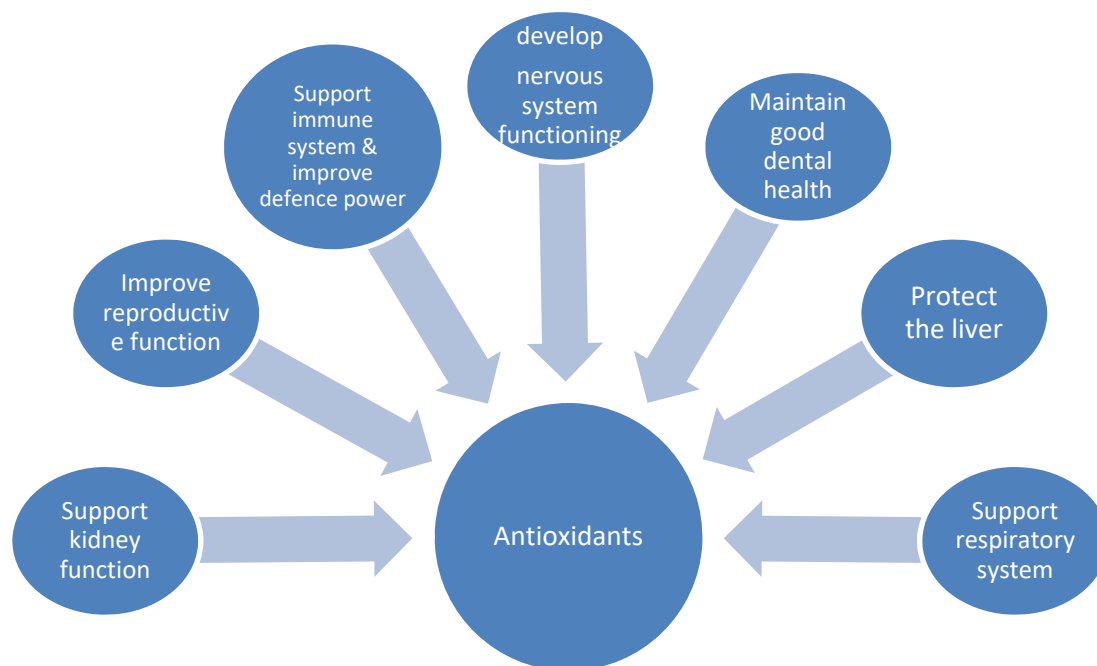 develop
nervous
system
functioning
Support
immune
system &
improve
defence power
Maintain
good
dental
health
Improve
reproductiv
e function
Protect
the liver
Support
kidney
function
Antioxidants
Support
respiratory
system